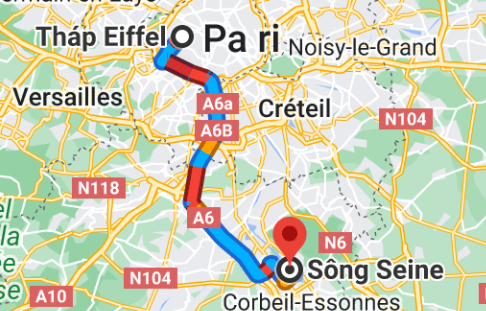 Tháp Eiffel
Pa ri
Noisy-le-Grand
Versailles
A6a
Créteil
A6B
N104
N118
A6
N6
Sông Seine
N104
A10
Corbeil-Essonnes